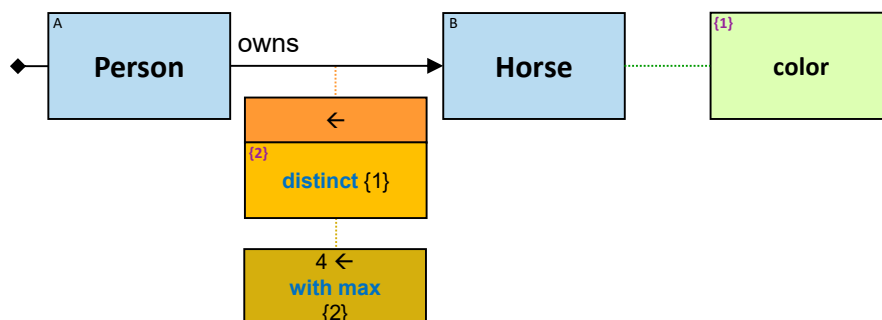 A
Person
owns
B
Horse
{1}
color
←
{2}
distinct {1}
4 ←
with max
{2}